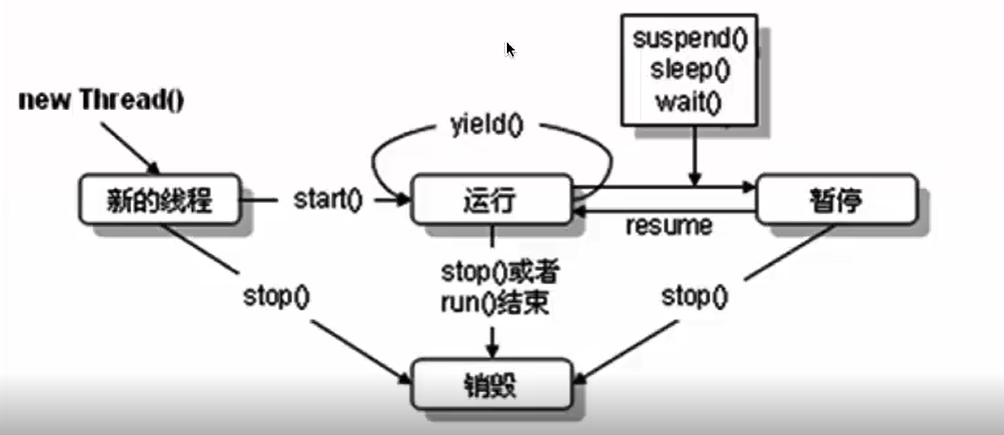 suspend()
sleep()
wait()
new Thread()
yield()
新的线程
start()
运行
暂停
resume
stop()或者
run()结束
stop()
stop()
销毁